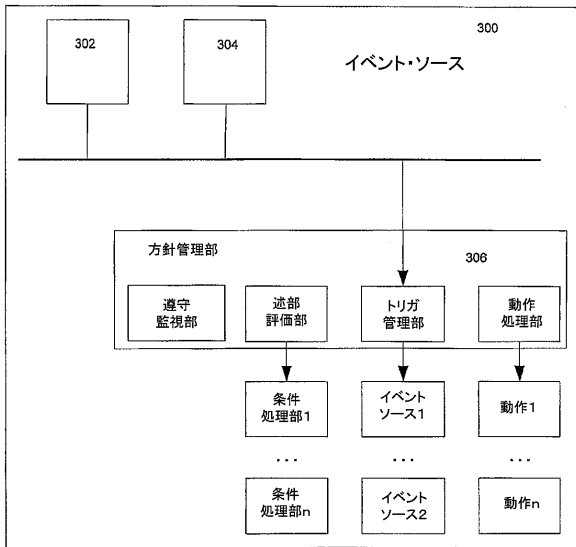 300
302
304
イベント・ソース
方針管理部
306
遵守
監視部
述部
評価部
トリガ
管理部
動作
処理部
条件
処理部1
イベント
ソース1
動作1
...
...
...
条件
処理部n
イベント
ソース2
動作n